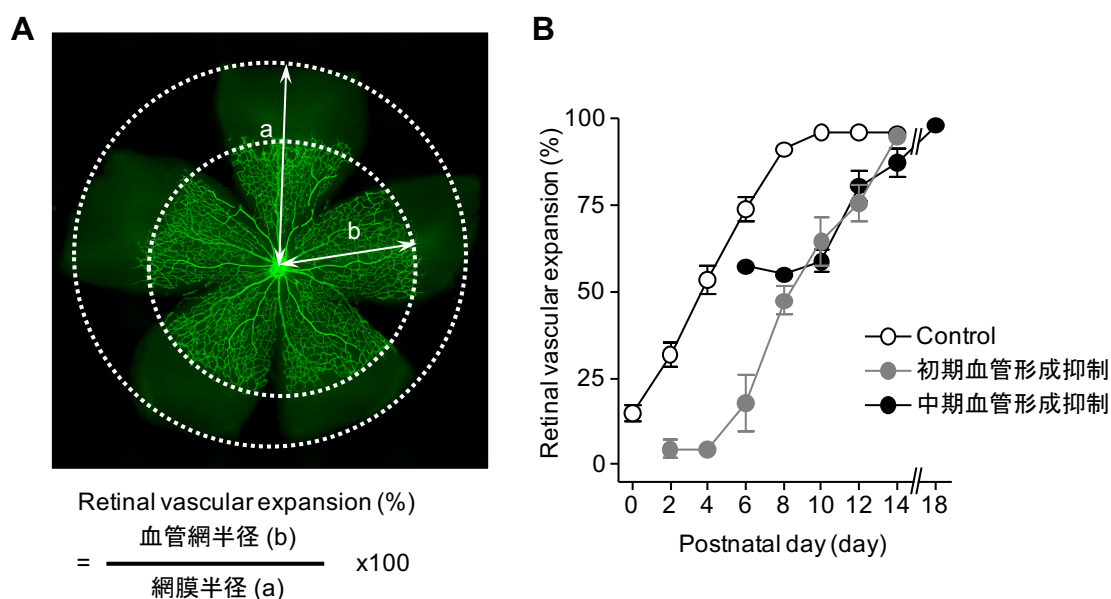 A
a
b
Retinal vascular expansion (%)
= 血管網半径 (b) x100
網膜半径 (a)
B
Retinal vascular expansion (%)
100
75
50
25
0
Control
初期血管形成抑制
中期血管形成抑制
0 2 4 6 8 10 12 14 18
Postnatal day (day)